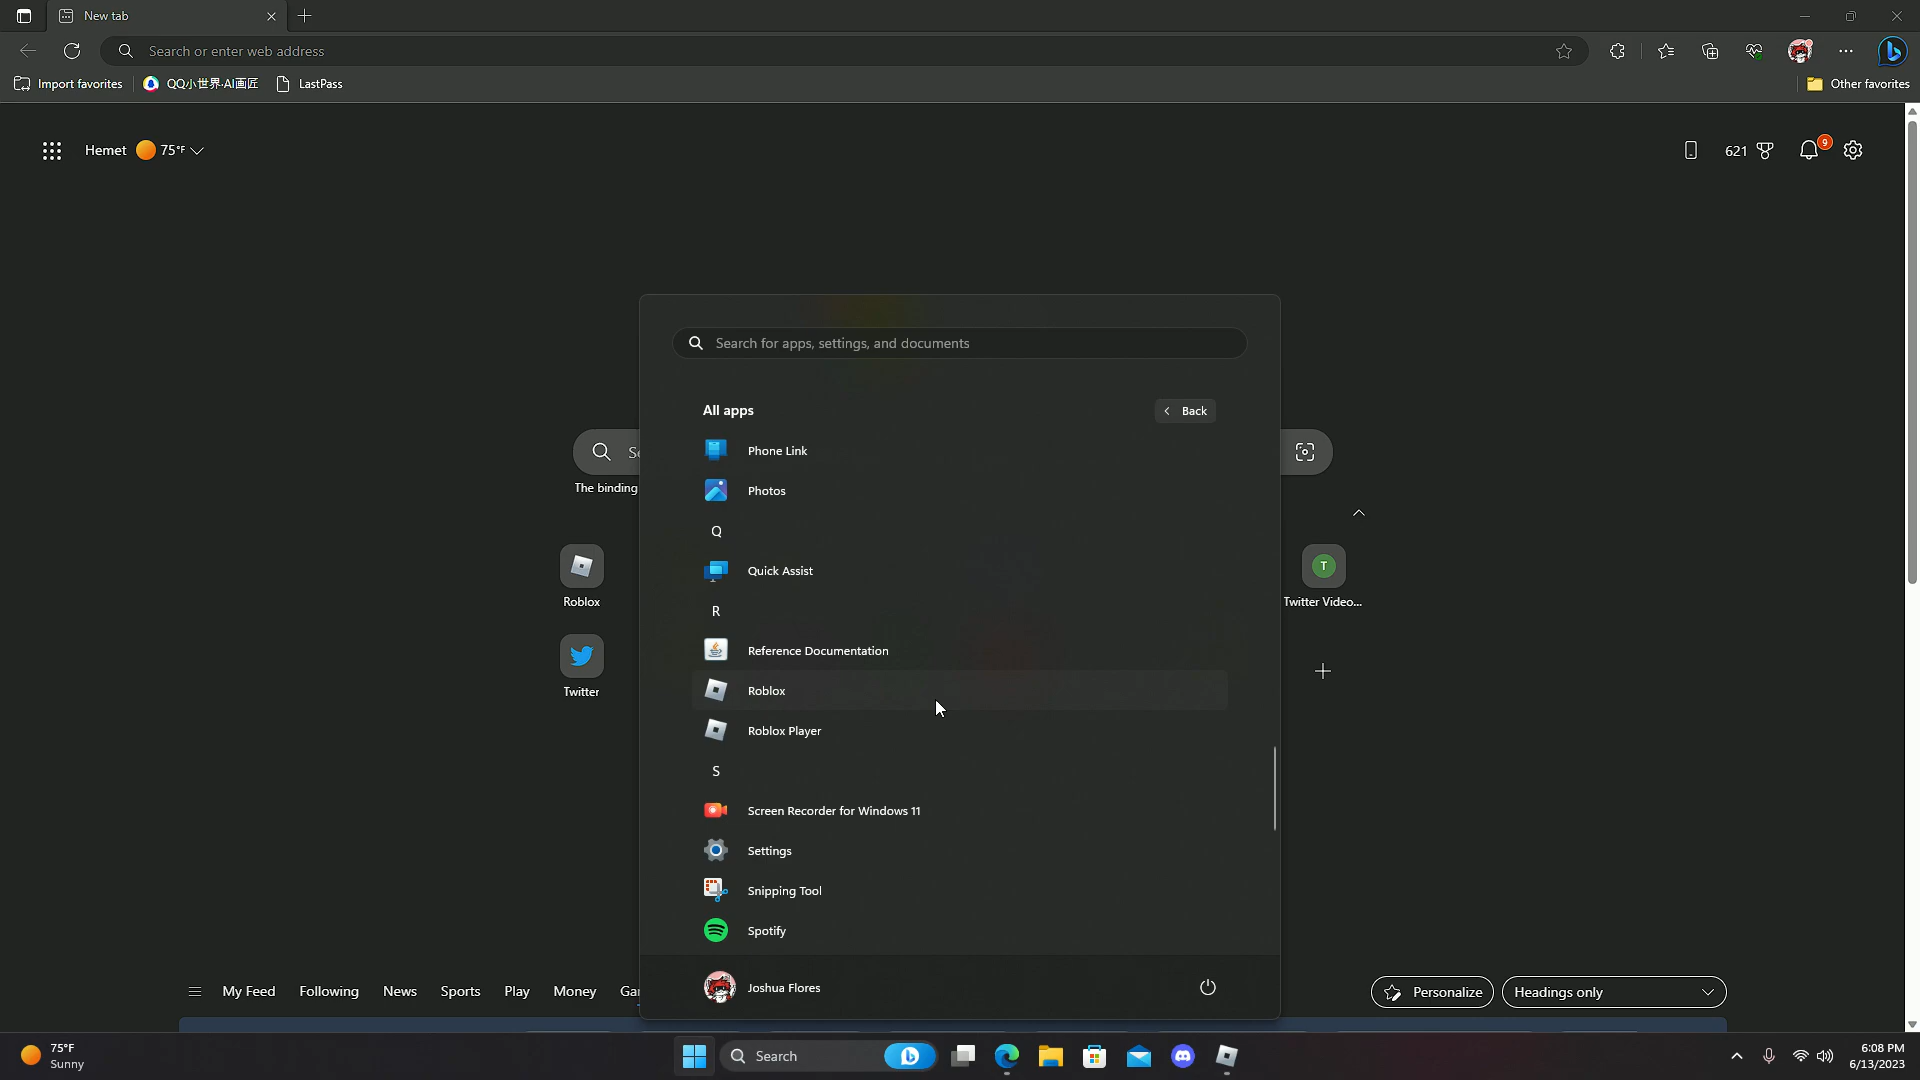 New tab
Search or enter web address
Import favorites
QQ小世界·AI画匠
LastPass
Other favorites
Hemet 75°F
621
9
The binding
Roblox
T
Twitter Video...
Twitter
Search for apps, settings, and documents
All apps
Back
Phone Link
Photos
Q
Quick Assist
R
Reference Documentation
Roblox
Roblox Player
S
Screen Recorder for Windows 11
Settings
Snipping Tool
Spotify
Joshua Flores
My Feed Following News Sports Play Money
Personalize
Headings only
75°F
Sunny
Search
6:08 PM
6/13/2023